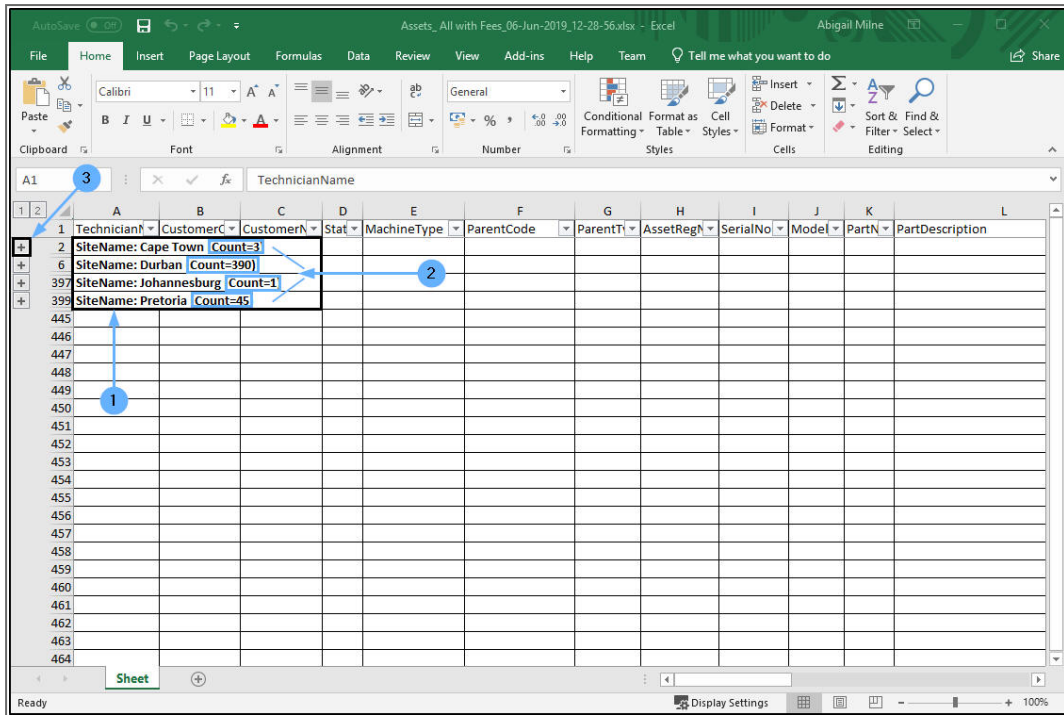 AutoSave Off Assets_ All with Fees_06-Jun-2019_12-28-56.xlsx - Excel Abigail Milne
File Home Insert Page Layout Formulas Data Review View Add-ins Help Team Tell me what you want to do Share
Paste
Calibri 11 A A ab General
B I U A % , .00 .0
Conditional Formatting Format as Table Cell Styles
Insert
Delete
Format
Σ
A Z
Sort & Filter Find & Select
Clipboard Font Alignment Number Styles Cells Editing
A1 fx TechnicianName
3
1 2 A B C D E F G H I J K L
1 TechnicianN CustomerC CustomerN Stat MachineType ParentCode ParentT AssetRegN SerialNo Model PartN PartDescription
2 SiteName: Cape Town Count=3
6 SiteName: Durban Count=390)
397 SiteName: Johannesburg Count=1
399 SiteName: Pretoria Count=45
2
445
446
447
448
449
1
450
451
452
453
454
455
456
457
458
459
460
461
462
463
464
Sheet
Ready Display Settings 100%